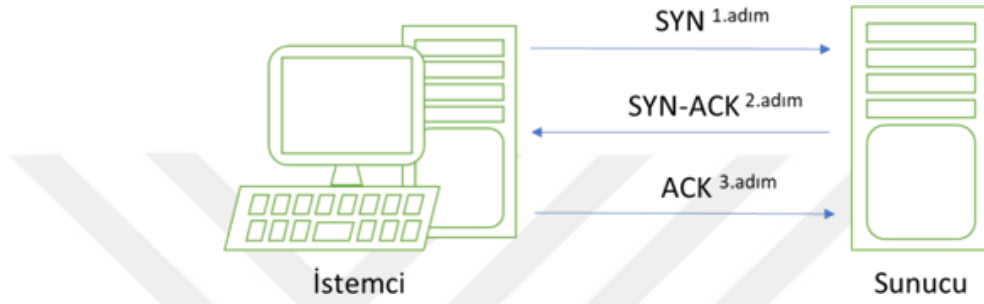 SYN 1.adım
SYN-ACK 2.adım
ACK 3.adım
İstemci
Sunucu